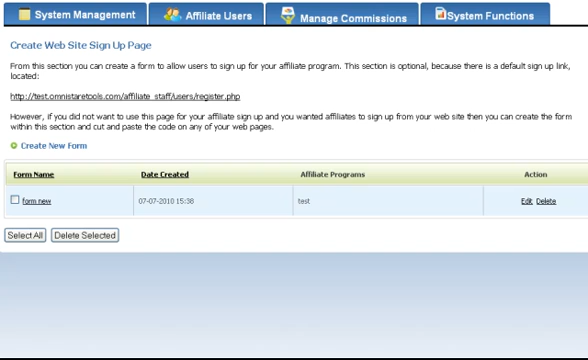 System Management
Affiliate Users
Manage Commissions
System Functions
Create Web Site Sign Up Page
From this section you can create a form to allow users to sign up for your affiliate program. This section is optional, because there is a default sign up link,
located:
http://test.omnistaretools.com/affiliate_staff/users/register.php
However, if you did not want to use this page for your affiliate sign up and you wanted affiliates to sign up from your web site then you can create the form
within this section and cut and paste the code on any of your web pages.
Create New Form
Form Name Date Created Affiliate Programs Action
form new 07-07-2010 15:38 test Edit Delete
Select All Delete Selected